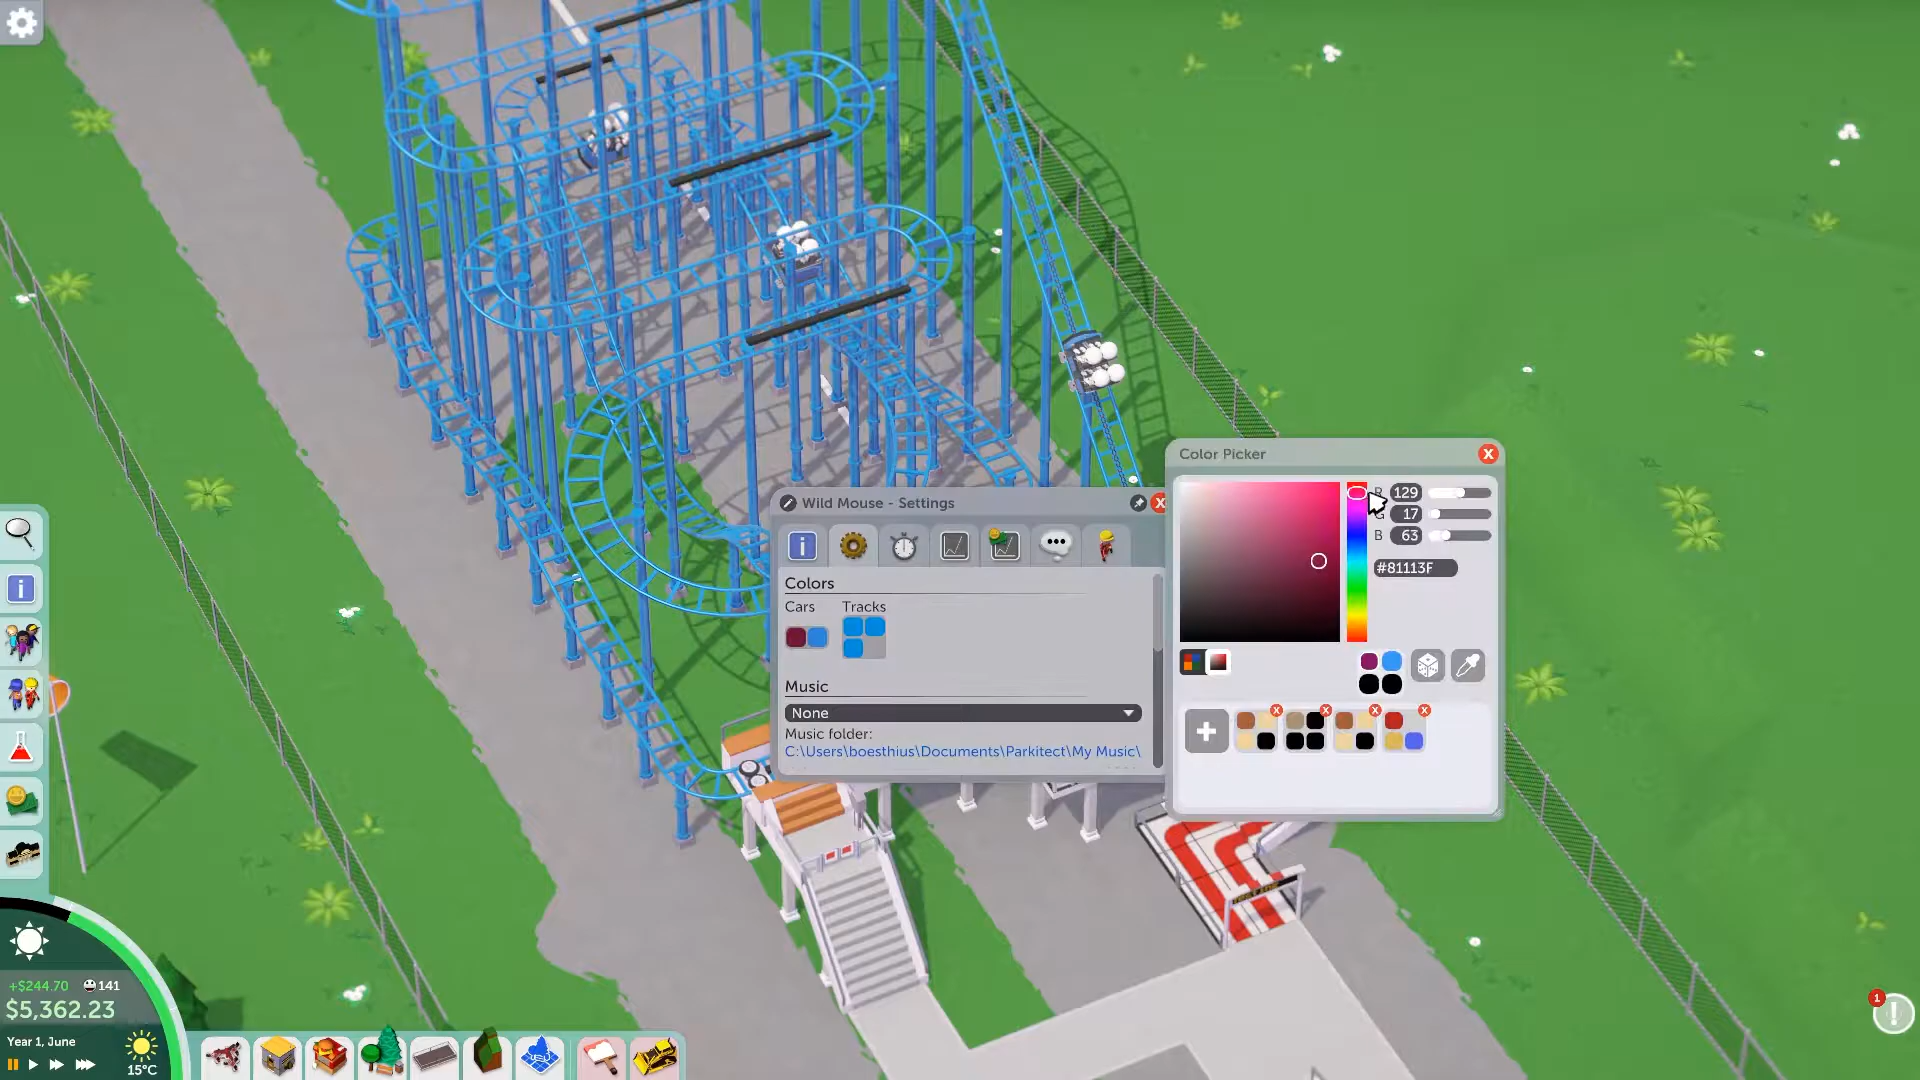 Color Picker
R 129
G 17
B 63
#81113F
Wild Mouse - Settings
Colors
Cars
Tracks
Music
None
Music folder:
C:\Users\boesthius\Documents\Parkitect\My Music\
TESTING
+$244.70
141
$5,362.23
Year 1, June
15°C
1